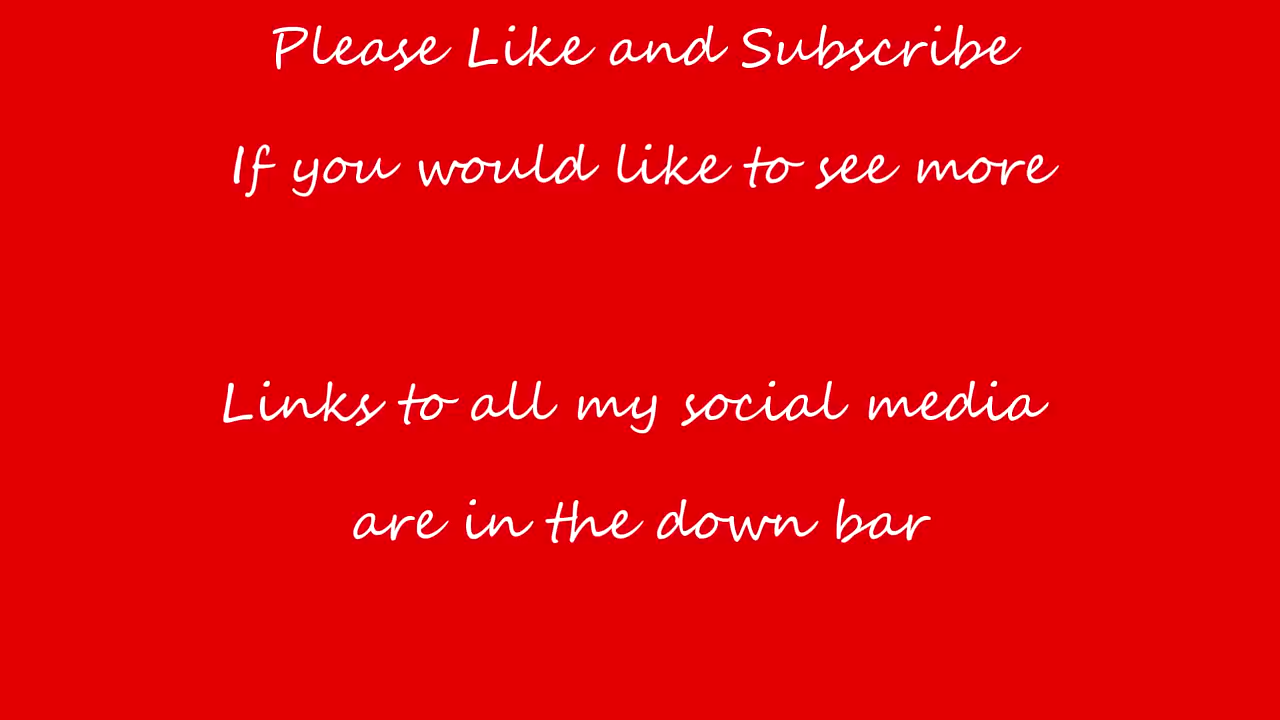 Please Like and Subscribe
If you would like to see more
Links to all my social media
are in the down bar